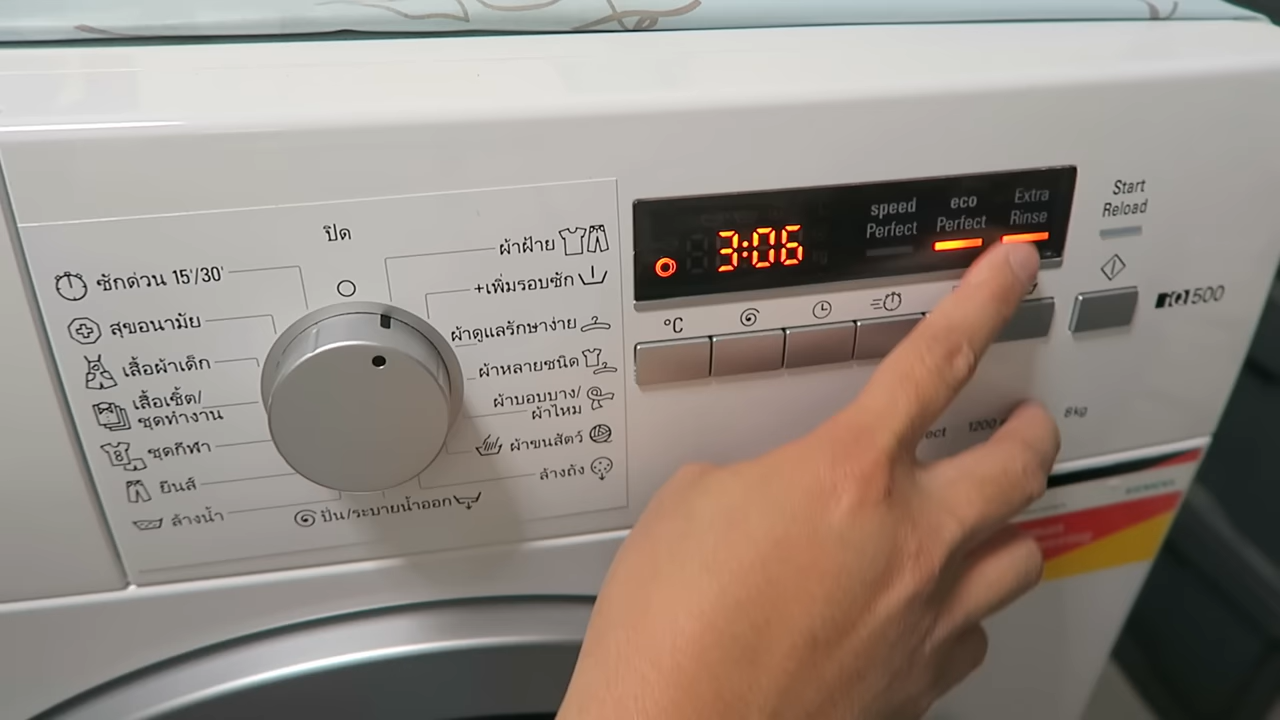 ปิด
ซักด่วน 15'/30'
สุขอนามัย
เสื้อผ้าเด็ก
เสื้อเชิ้ต/
ชุดทำงาน
ชุดกีฬา
ยีนส์
ล้างน้ำ
ผ้าฝ้าย
+เพิ่มรอบซัก
ผ้าดูแลรักษาง่าย
ผ้าหลายชนิด
ผ้าบอบบาง/
ผ้าไหม
ผ้าขนสัตว์
ล้างถัง
ปั่น/ระบายน้ำออก
3:06
speed
Perfect
eco
Perfect
Extra
Rinse
°C
Start
Reload
iQ500
1200
8kg
SIEMENS